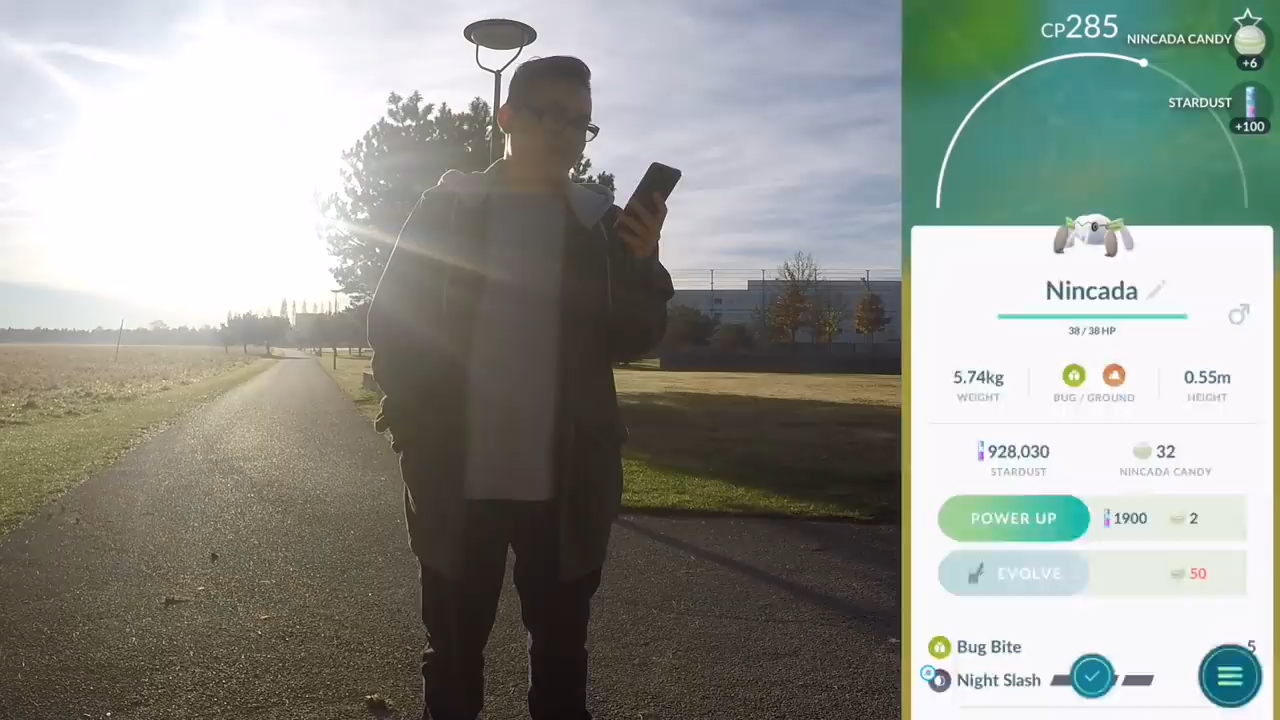 CP285
NINCADA CANDY
+6
STARDUST
+100
Nincada
38 / 38 HP
5.74kg
WEIGHT
BUG / GROUND
0.55m
HEIGHT
928,030
STARDUST
32
NINCADA CANDY
POWER UP 1900 2
EVOLVE 50
Bug Bite 5
Night Slash